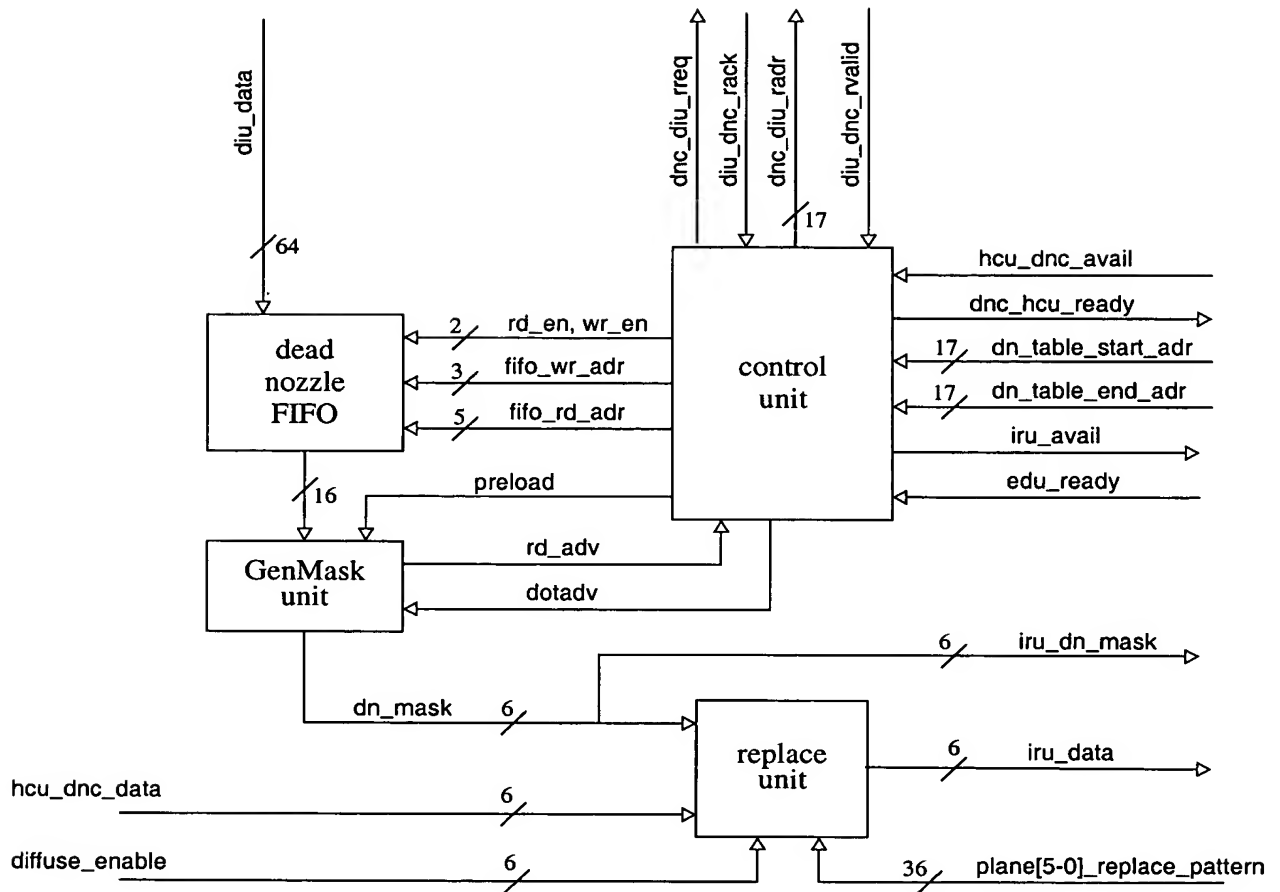 diu_data
dnc_diu_rreq
diu_dnc_rack
dnc_diu_radr
diu_dnc_rvalid
17
64
hcu_dnc_avail
dnc_hcu_ready
2 rd_en, wr_en
17 dn_table_start_adr
dead
nozzle
FIFO
control
unit
3 fifo_wr_adr
17 dn_table_end_adr
5 fifo_rd_adr
iru_avail
16
preload
edu_ready
GenMask
unit
rd_adv
dotadv
6 iru_dn_mask
dn_mask 6
replace
unit
6 iru_data
hcu_dnc_data 6
diffuse_enable 6
36 plane[5-0]_replace_pattern